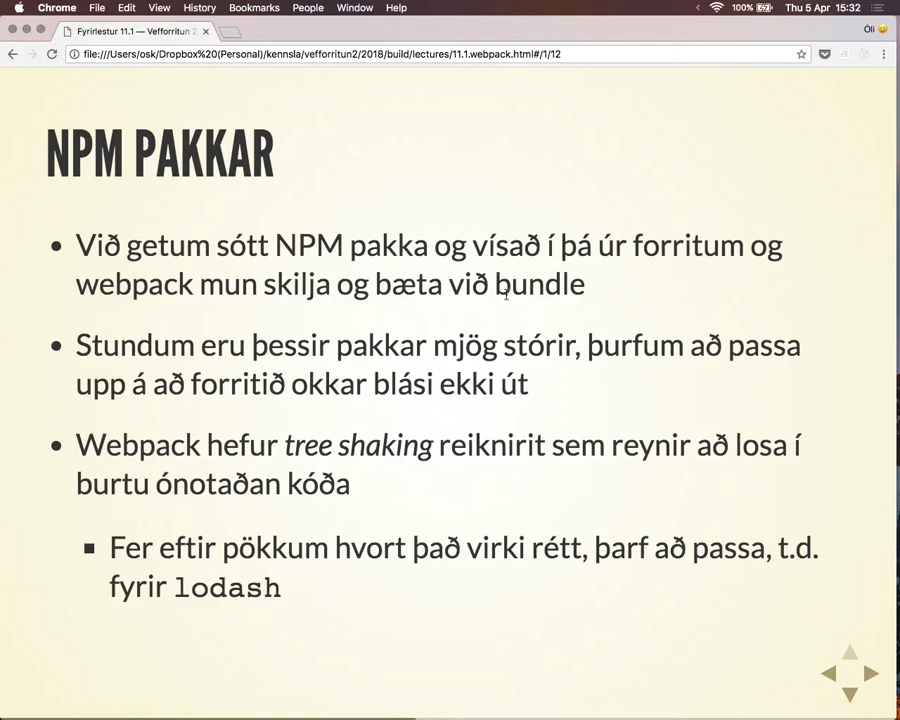 Chrome File Edit View History Bookmarks People Window Help 100% Thu 5 Apr 15:32
Fyrirlestur 11.1 — Vefforritun 2, Óli
file:///Users/osk/Dropbox%20(Personal)/kennsla/vefforritun2/2018/build/lectures/11.1.webpack.html#/1/12
NPM PAKKAR
• Við getum sótt NPM pakka og vísað í þá úr forritum og
webpack mun skilja og bæta við bundle
• Stundum eru þessir pakkar mjög stórir, þurfum að passa
upp á að forritið okkar blási ekki út
• Webpack hefur tree shaking reiknirit sem reynir að losa í
burtu ónotaðan kóða
▪ Fer eftir pökkum hvort það virki rétt, þarf að passa, t.d.
fyrir lodash